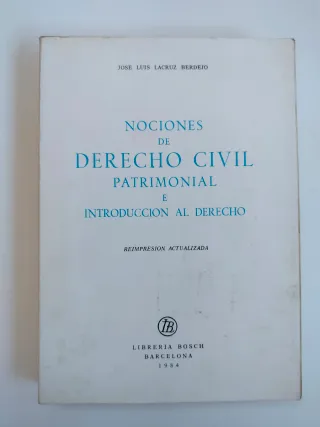 JOSE LUIS LACRUZ BERDEJO
NOCIONES
DE
DERECHO CIVIL
PATRIMONIAL
E
INTRODUCCION AL DERECHO
REIMPRESION ACTUALIZADA
LB
LIBRERIA BOSCH
BARCELONA
1984